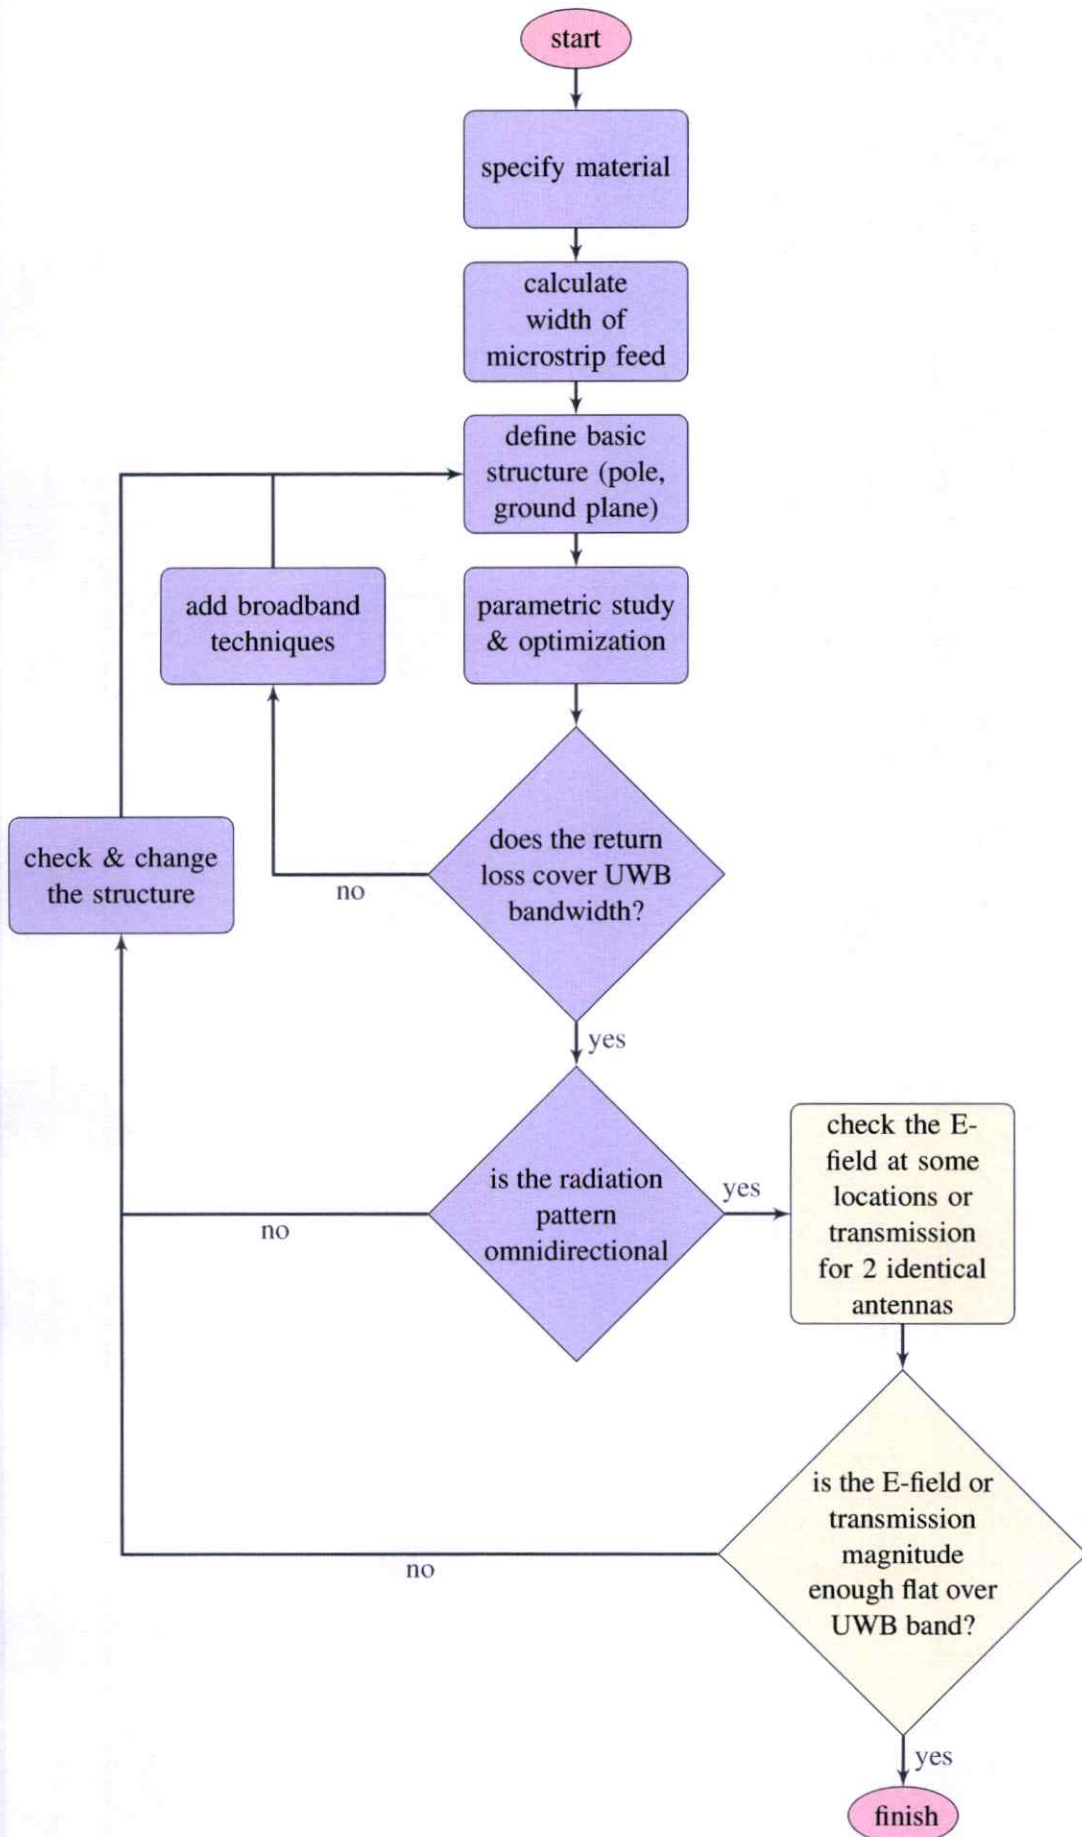 start
specify material
calculate
width of
microstrip feed
define basic
structure (pole,
ground plane)
add broadband
techniques
parametric study
& optimization
check & change
the structure
does the return
loss cover UWB
bandwidth?
no
yes
is the radiation
pattern
omnidirectional
no
yes
check the E-
field at some
locations or
transmission
for 2 identical
antennas
is the E-field or
transmission
magnitude
enough flat over
UWB band?
no
yes
finish